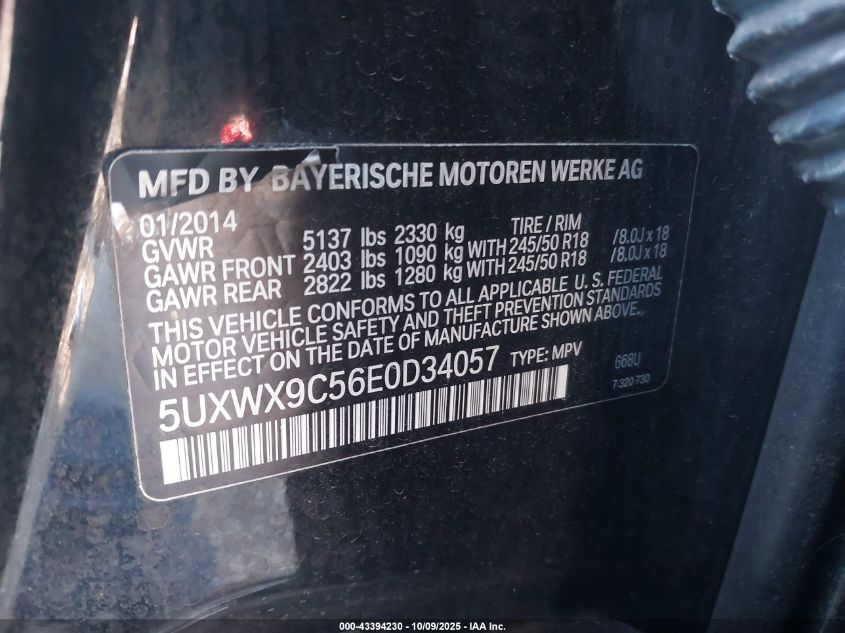 MFD BY BAYERISCHE MOTOREN WERKE AG
01/2014 TIRE / RIM
GVWR 5137 lbs 2330 kg
GAWR FRONT 2403 lbs 1090 kg WITH 245/50 R18 /8.0J x 18
GAWR REAR 2822 lbs 1280 kg WITH 245/50 R18 /8.0J x 18
THIS VEHICLE CONFORMS TO ALL APPLICABLE U. S. FEDERAL
MOTOR VEHICLE SAFETY AND THEFT PREVENTION STANDARDS
IN EFFECT ON THE DATE OF MANUFACTURE SHOWN ABOVE.
5UXWX9C56E0D34057 TYPE: MPV 668U
7 320 730
000-43394230 - 10/09/2025 - IAA Inc.